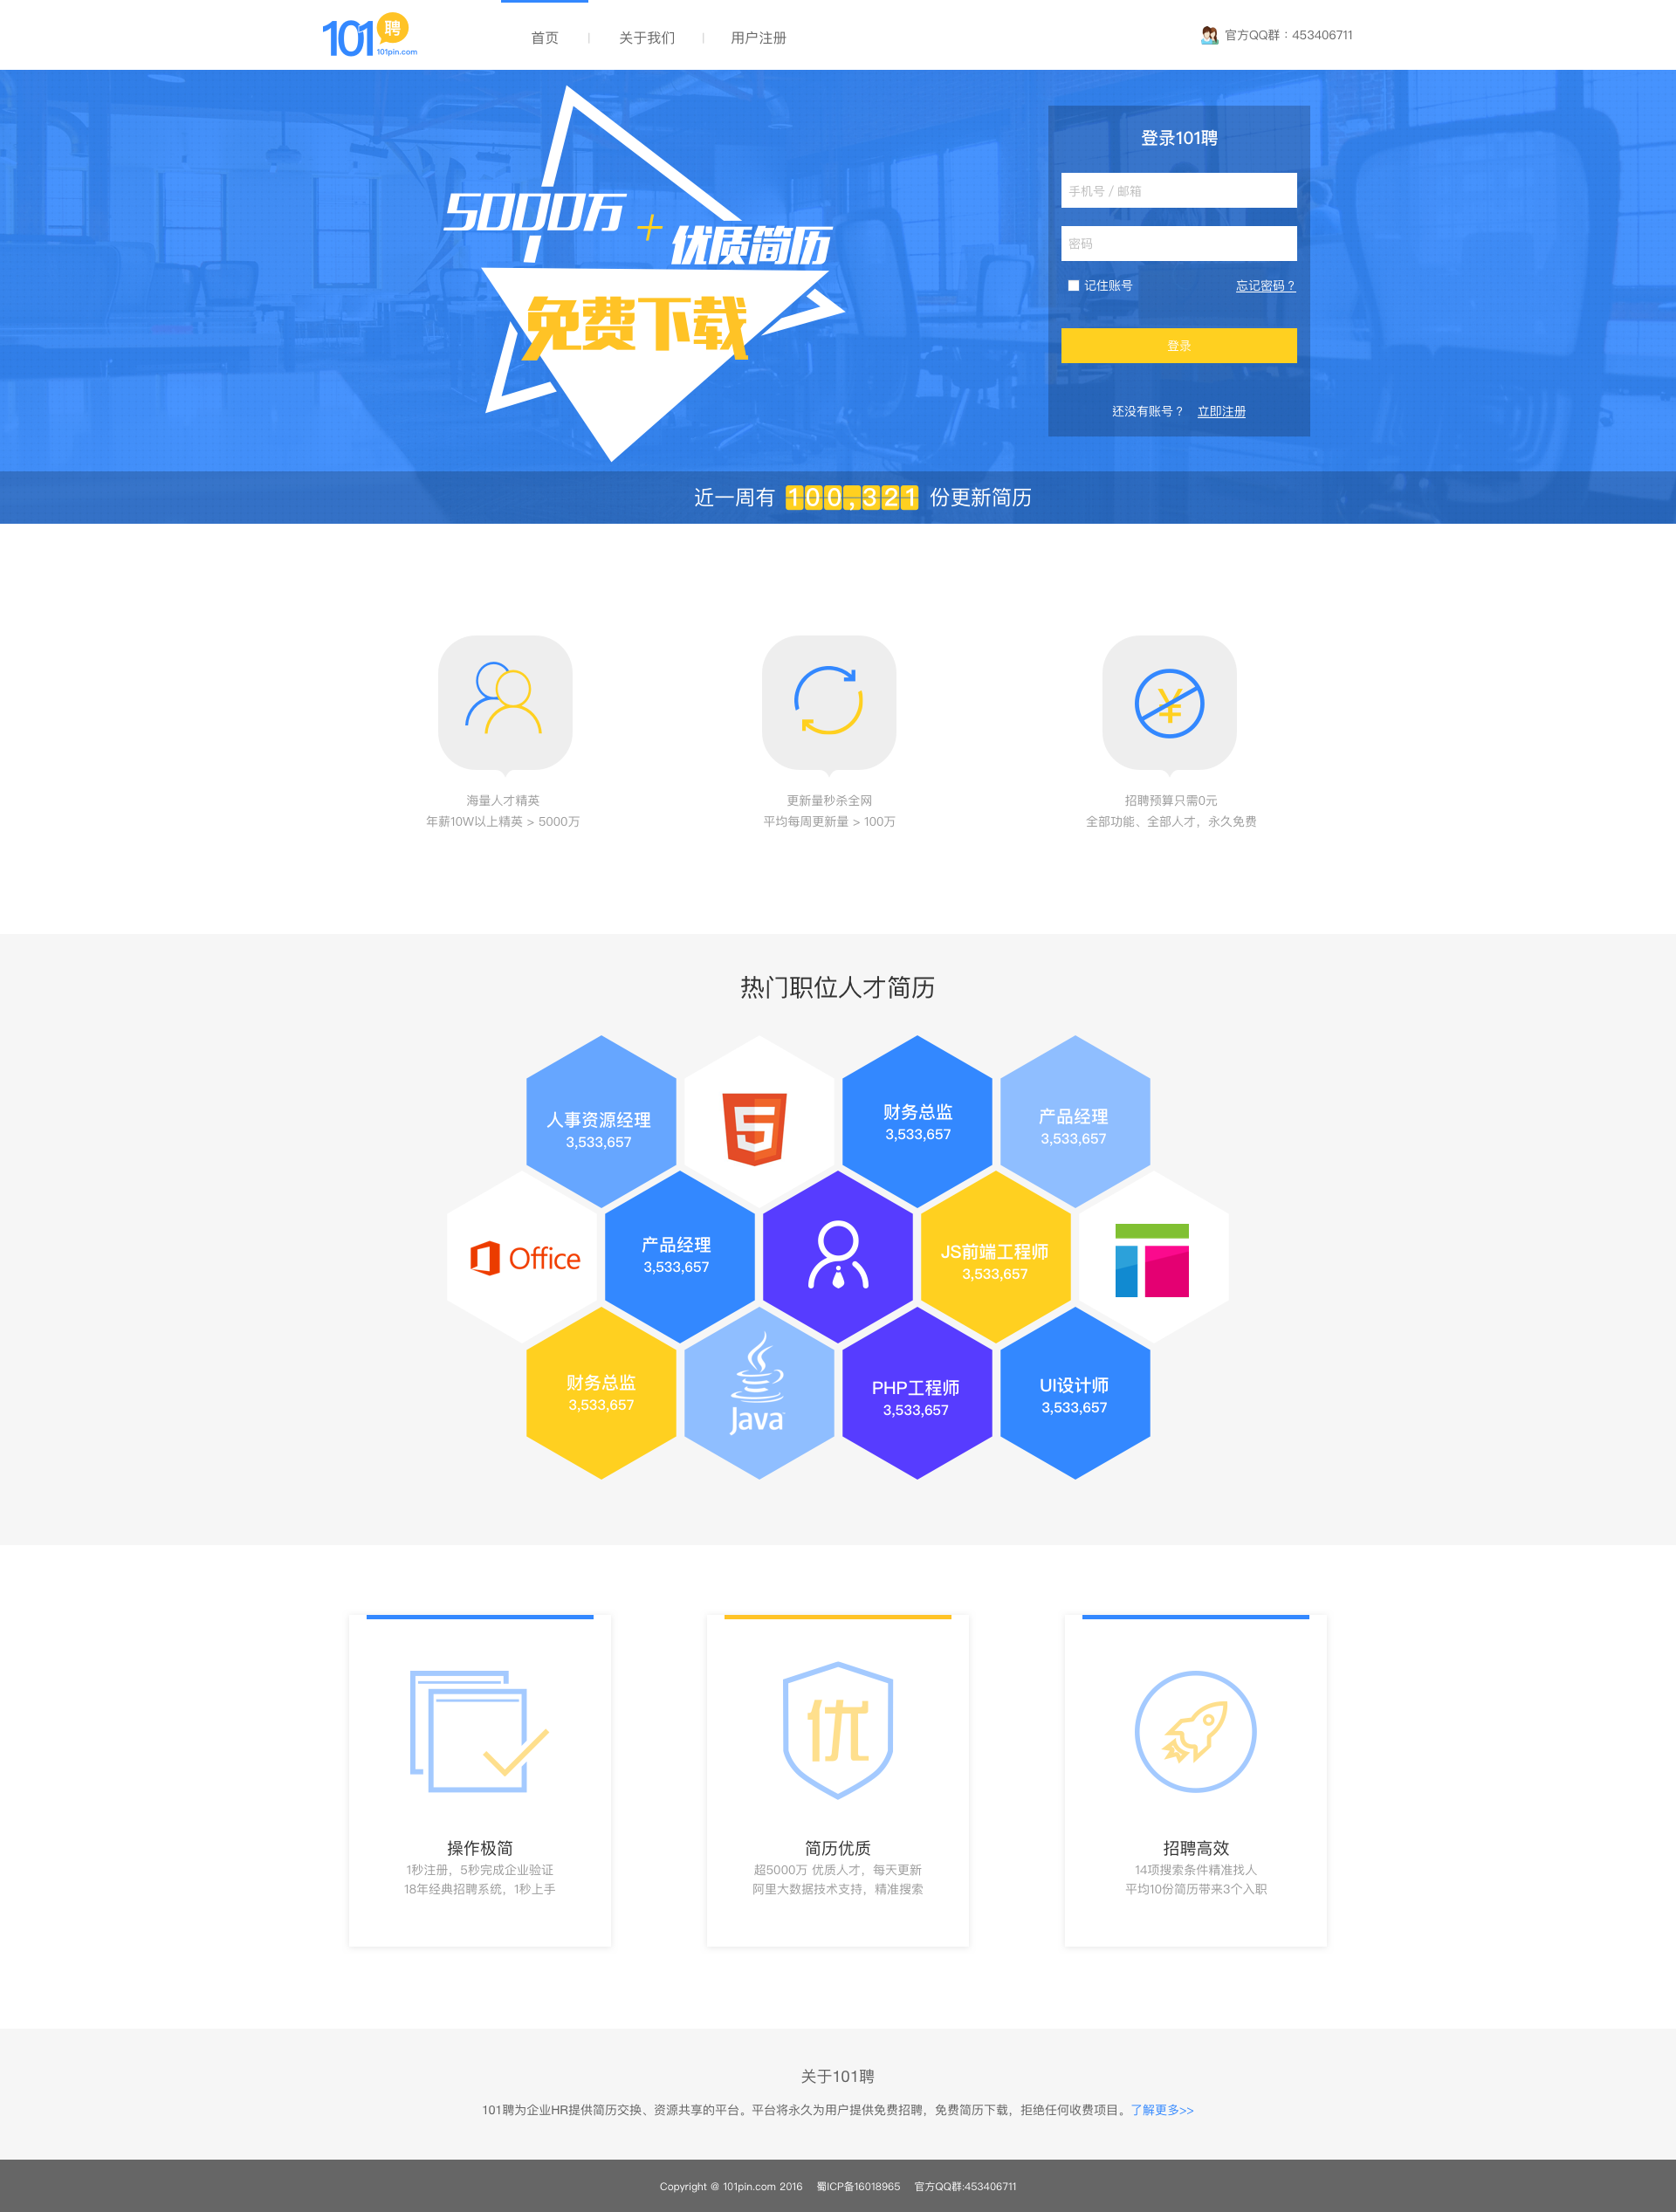 101聘
101pin.com
首页 | 关于我们 | 用户注册
官方QQ群：453406711
5000万+优质简历
免费下载
登录101聘
手机号 / 邮箱
密码
记住账号 忘记密码？
登录
还没有账号？ 立即注册
近一周有 100,321 份更新简历
海量人才精英
年薪10W以上精英 > 5000万
更新量秒杀全网
平均每周更新量 > 100万
¥
招聘预算只需0元
全部功能、全部人才，永久免费
热门职位人才简历
人事资源经理
3,533,657
5
财务总监
3,533,657
产品经理
3,533,657
Office
产品经理
3,533,657
JS前端工程师
3,533,657
财务总监
3,533,657
Java
PHP工程师
3,533,657
UI设计师
3,533,657
操作极简
1秒注册，5秒完成企业验证
18年经典招聘系统，1秒上手
优
简历优质
超5000万 优质人才，每天更新
阿里大数据技术支持，精准搜索
招聘高效
14项搜索条件精准找人
平均10份简历带来3个入职
关于101聘
101聘为企业HR提供简历交换、资源共享的平台。平台将永久为用户提供免费招聘，免费简历下载，拒绝任何收费项目。了解更多>>
Copyright @ 101pin.com 2016 蜀ICP备16018965 官方QQ群:453406711